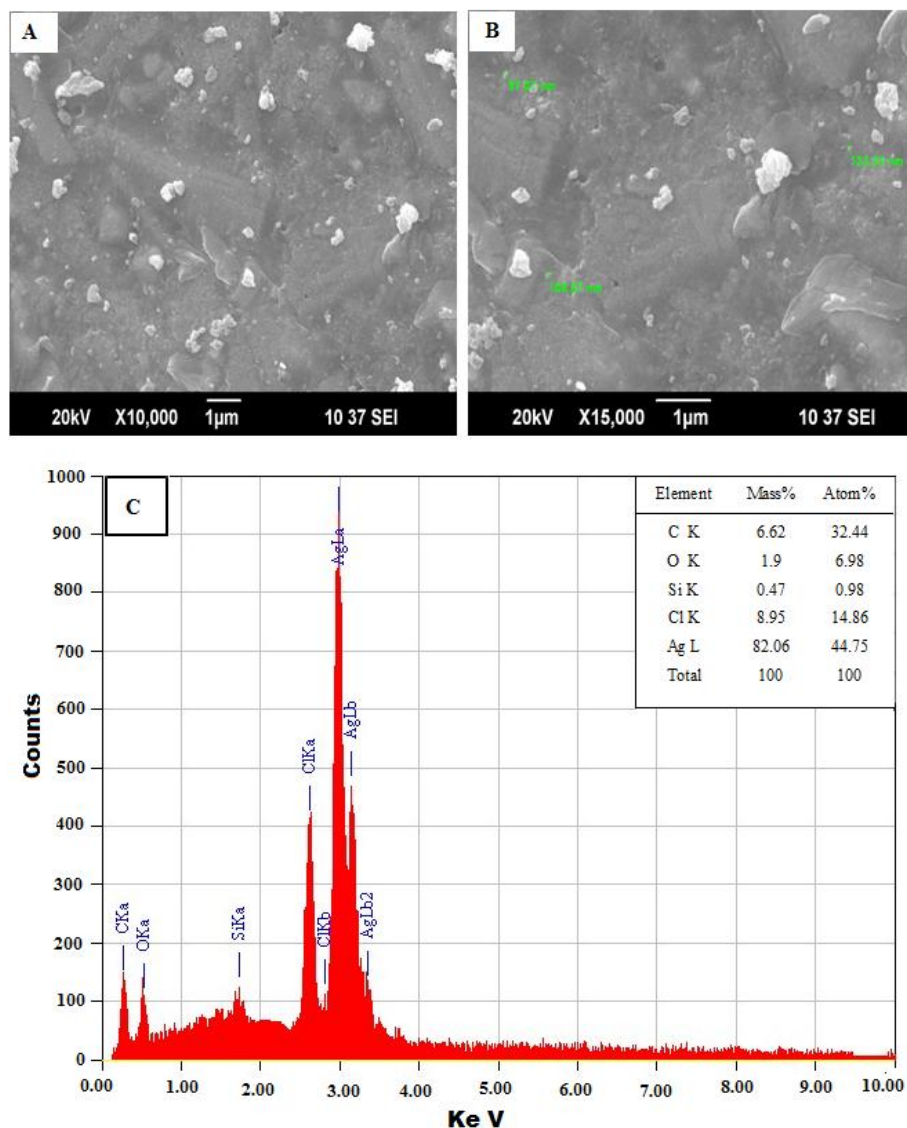 A
20kV X10,000 1µm 10 37 SEI
B
20kV X15,000 1µm 10 37 SEI
C
Element Mass% Atom%
C K 6.62 32.44
O K 1.9 6.98
Si K 0.47 0.98
Cl K 8.95 14.86
Ag L 82.06 44.75
Total 100 100
Counts
1000
900
800
700
600
500
400
300
200
100
0
CKa
OKa
SiKa
ClKa
ClKb
AgLa
AgLb
AgLb2
0.00 1.00 2.00 3.00 4.00 5.00 6.00 7.00 8.00 9.00 10.00
Ke V